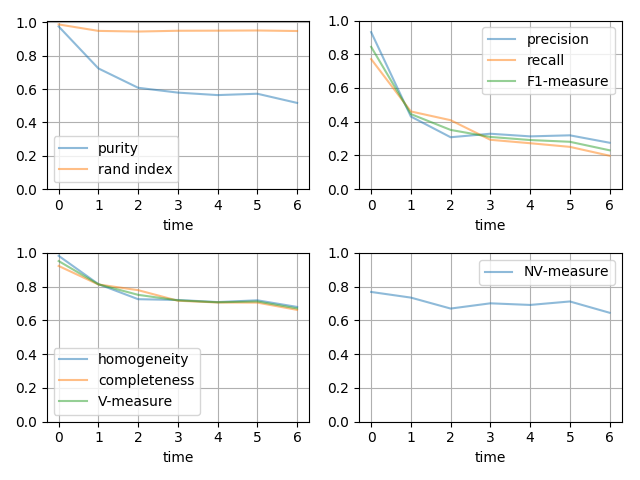 1.0
0.8
0.6
0.4
0.2
0.0
purity
rand index
0 1 2 3 4 5 6
time
1.0
0.8
0.6
0.4
0.2
0.0
precision
recall
F1-measure
0 1 2 3 4 5 6
time
1.0
0.8
0.6
0.4
0.2
0.0
homogeneity
completeness
V-measure
0 1 2 3 4 5 6
time
1.0
0.8
0.6
0.4
0.2
0.0
NV-measure
0 1 2 3 4 5 6
time